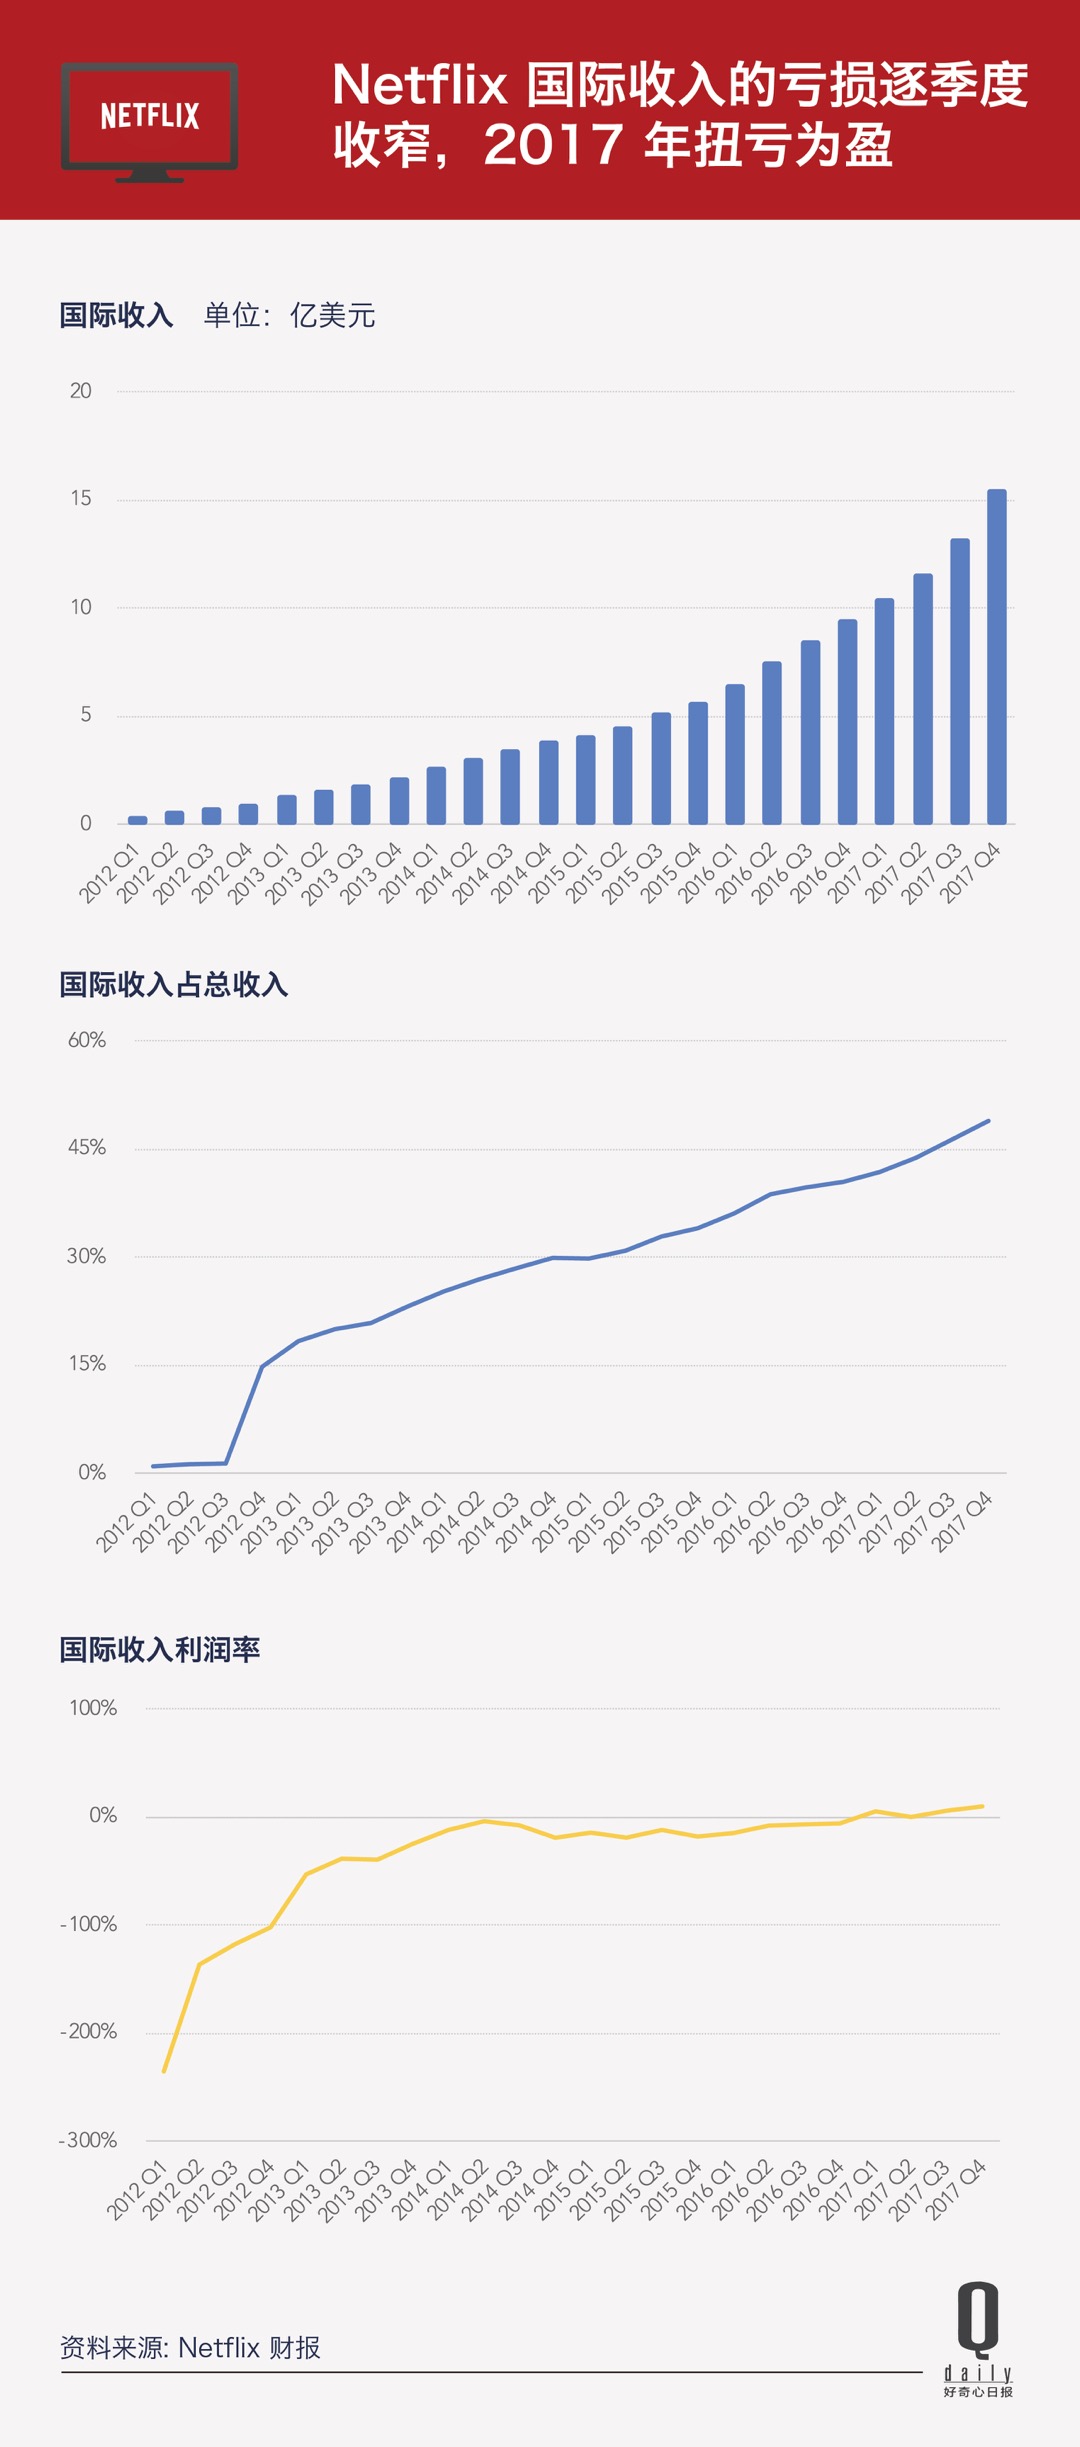 NETFLIX
Netflix 国际收入的亏损逐季度
收窄，2017 年扭亏为盈
国际收入 单位：亿美元
20
15
10
5
0
2012 Q1 2012 Q2 2012 Q3 2012 Q4 2013 Q1 2013 Q2 2013 Q3 2013 Q4 2014 Q1 2014 Q2 2014 Q3 2014 Q4 2015 Q1 2015 Q2 2015 Q3 2015 Q4 2016 Q1 2016 Q2 2016 Q3 2016 Q4 2017 Q1 2017 Q2 2017 Q3 2017 Q4
国际收入占总收入
60%
45%
30%
15%
0%
2012 Q1 2012 Q2 2012 Q3 2012 Q4 2013 Q1 2013 Q2 2013 Q3 2013 Q4 2014 Q1 2014 Q2 2014 Q3 2014 Q4 2015 Q1 2015 Q2 2015 Q3 2015 Q4 2016 Q1 2016 Q2 2016 Q3 2016 Q4 2017 Q1 2017 Q2 2017 Q3 2017 Q4
国际收入利润率
100%
0%
-100%
-200%
-300%
2012 Q1 2012 Q2 2012 Q3 2012 Q4 2013 Q1 2013 Q2 2013 Q3 2013 Q4 2014 Q1 2014 Q2 2014 Q3 2014 Q4 2015 Q1 2015 Q2 2015 Q3 2015 Q4 2016 Q1 2016 Q2 2016 Q3 2016 Q4 2017 Q1 2017 Q2 2017 Q3 2017 Q4
资料来源: Netflix 财报
Q
daily
好奇心日报